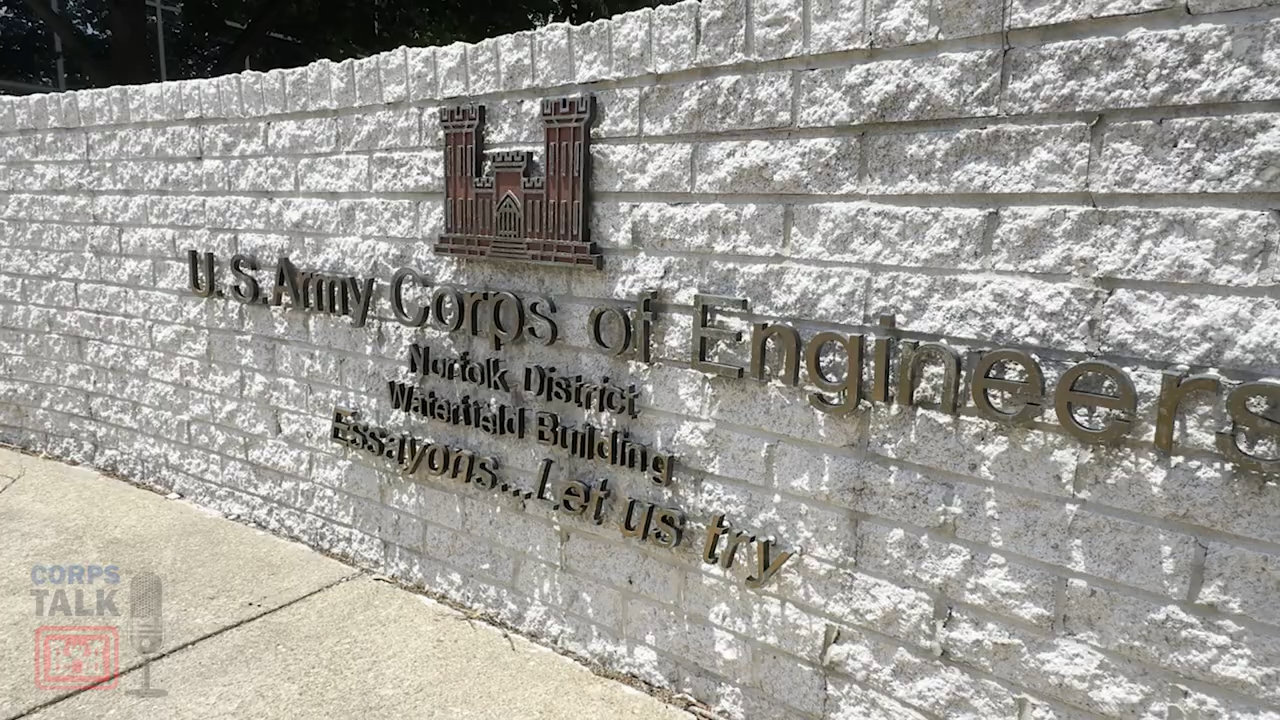 U.S. Army Corps of Engineers
Norfolk District
Waterfield Building
Essayons...Let us try
CORPS
TALK